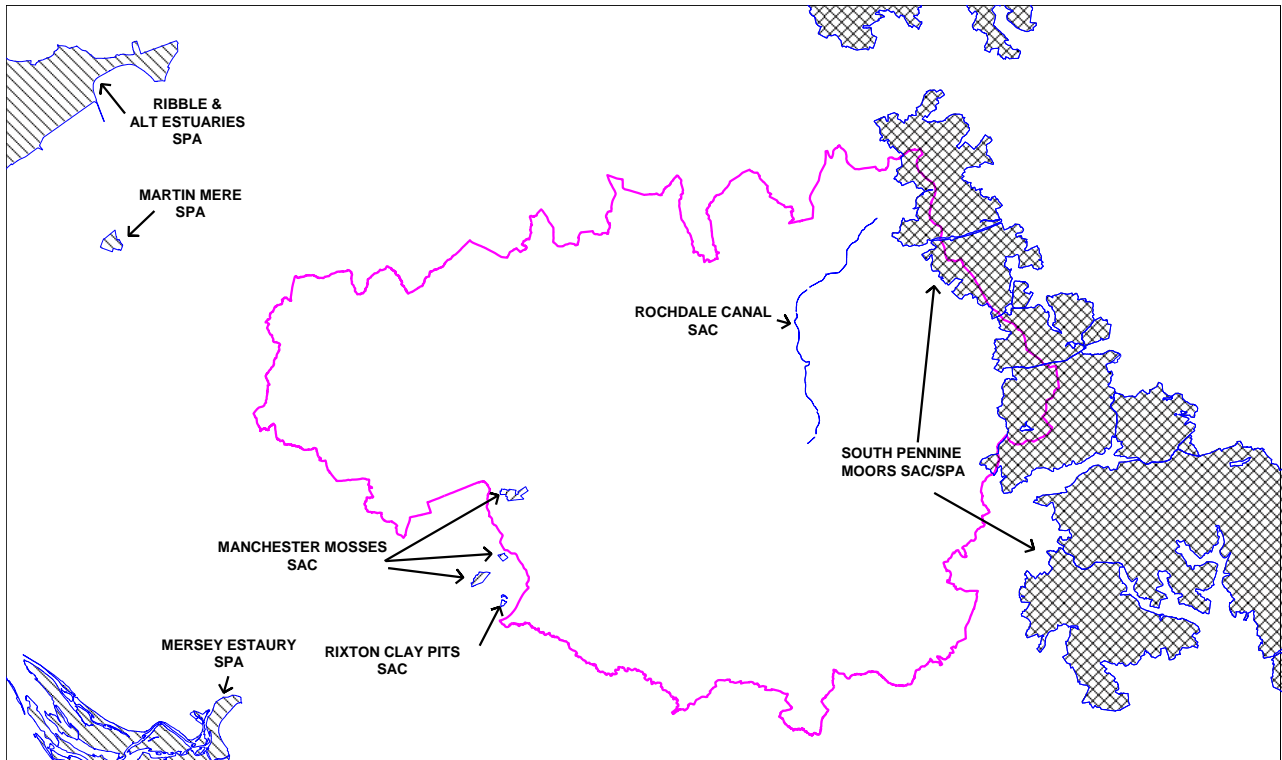 RIBBLE &
ALT ESTUARIES
SPA
MARTIN MERE
SPA
ROCHDALE CANAL
SAC
SOUTH PENNINE
MOORS SAC/SPA
MANCHESTER MOSSES
SAC
MERSEY ESTAURY
SPA
RIXTON CLAY PITS
SAC